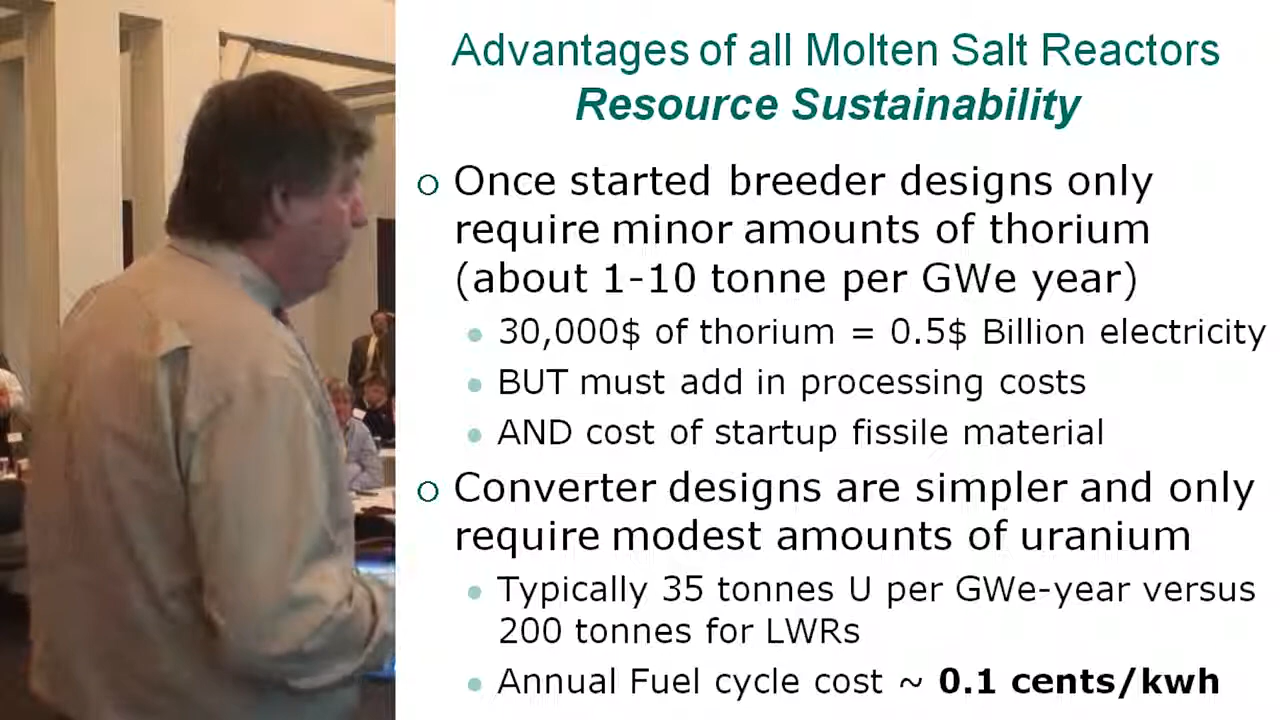 Advantages of all Molten Salt Reactors
Resource Sustainability
Once started breeder designs only
require minor amounts of thorium
(about 1-10 tonne per GWe year)
30,000$ of thorium = 0.5$ Billion electricity
BUT must add in processing costs
AND cost of startup fissile material
Converter designs are simpler and only
require modest amounts of uranium
Typically 35 tonnes U per GWe-year versus
200 tonnes for LWRs
Annual Fuel cycle cost ~ 0.1 cents/kwh